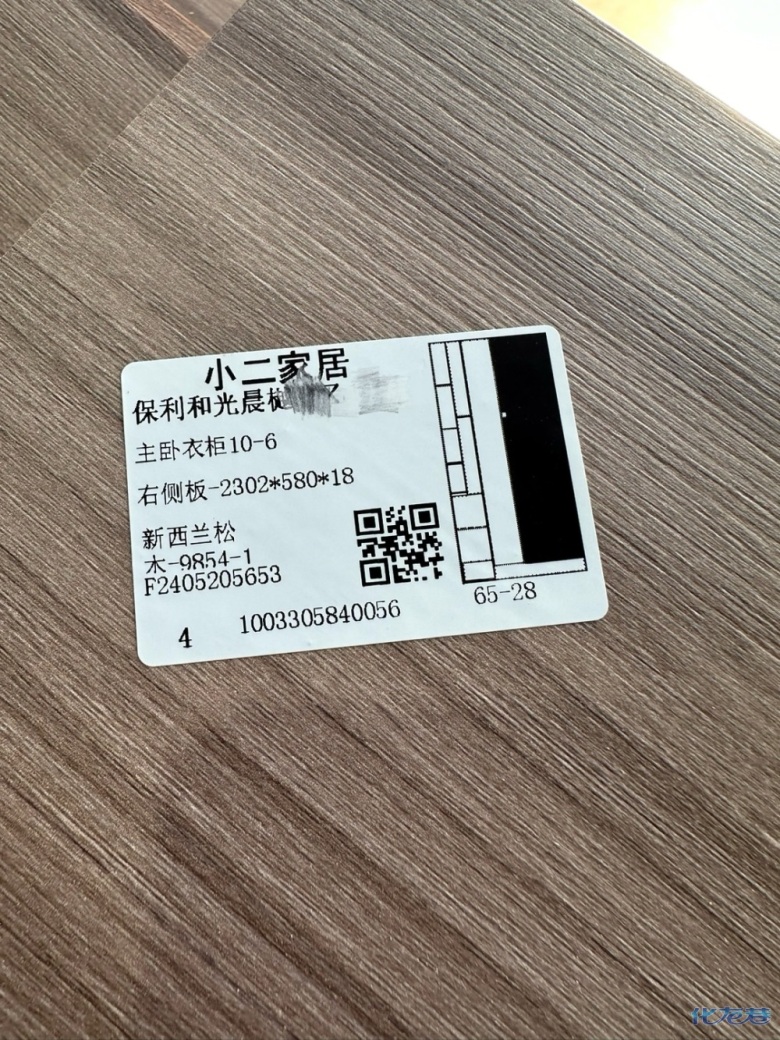 小二家居
保利和光晨
主卧衣柜10-6
右侧板-2302*580*18
新西兰松
木-9854-1
F2405205653
4
1003305840056
65-28
化龙巷